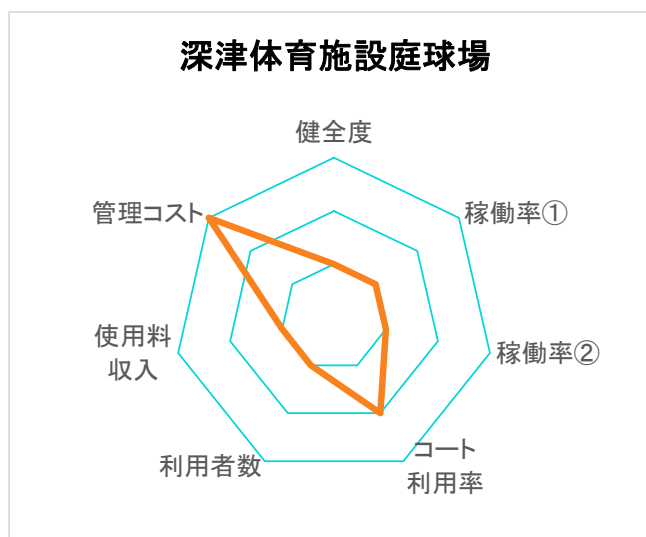 深津体育施設庭球場
健全度
稼働率①
稼働率②
コート
利用率
利用者数
使用料
収入
管理コスト